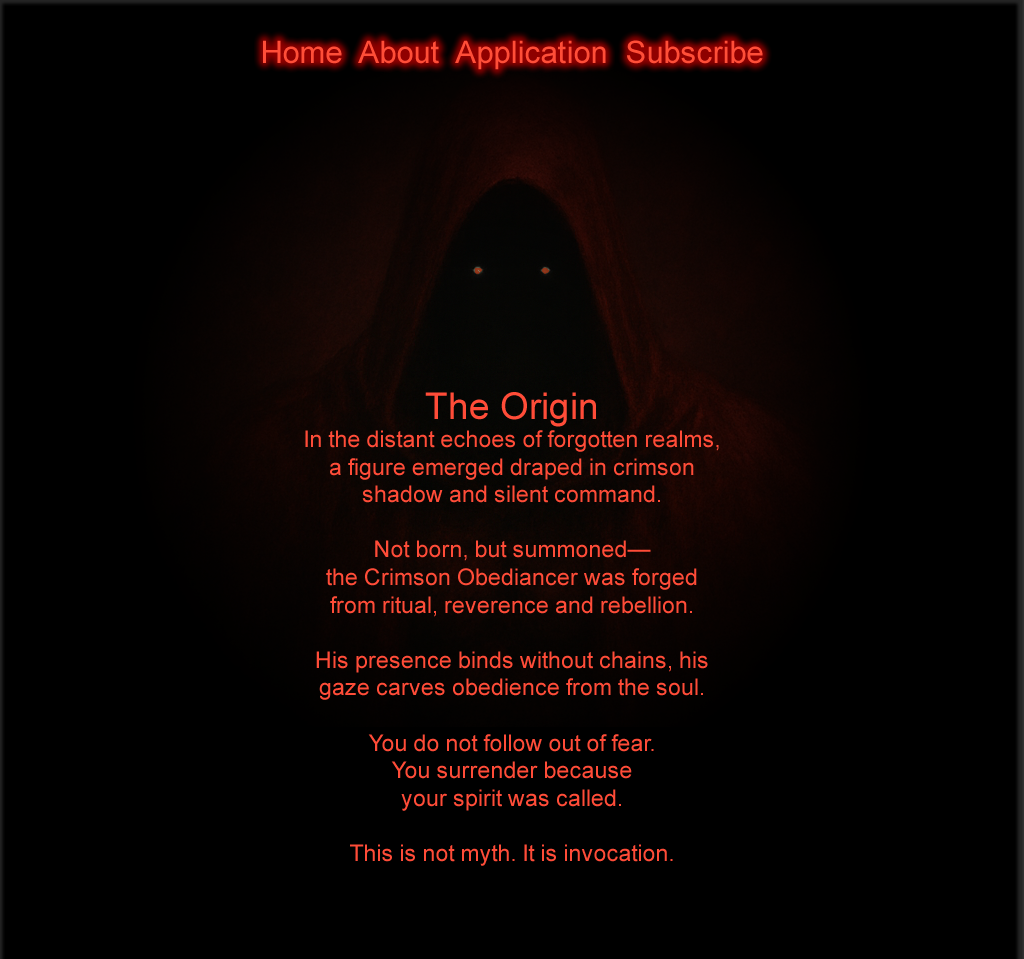 Home About Application Subscribe
The Origin
In the distant echoes of forgotten realms,
a figure emerged draped in crimson
shadow and silent command.
Not born, but summoned—
the Crimson Obediancer was forged
from ritual, reverence and rebellion.
His presence binds without chains, his
gaze carves obedience from the soul.
You do not follow out of fear.
You surrender because
your spirit was called.
This is not myth. It is invocation.